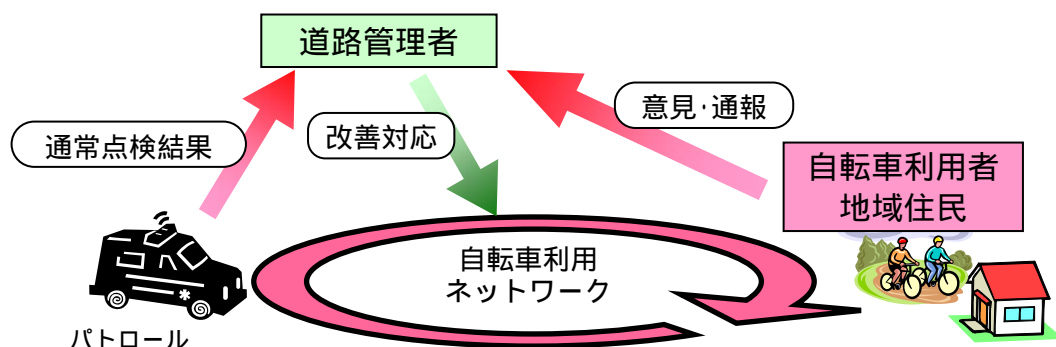 道路管理者
意見・通報
通常点検結果
改善対応
自転車利用者
地域住民
自転車利用
ネットワーク
パトロール